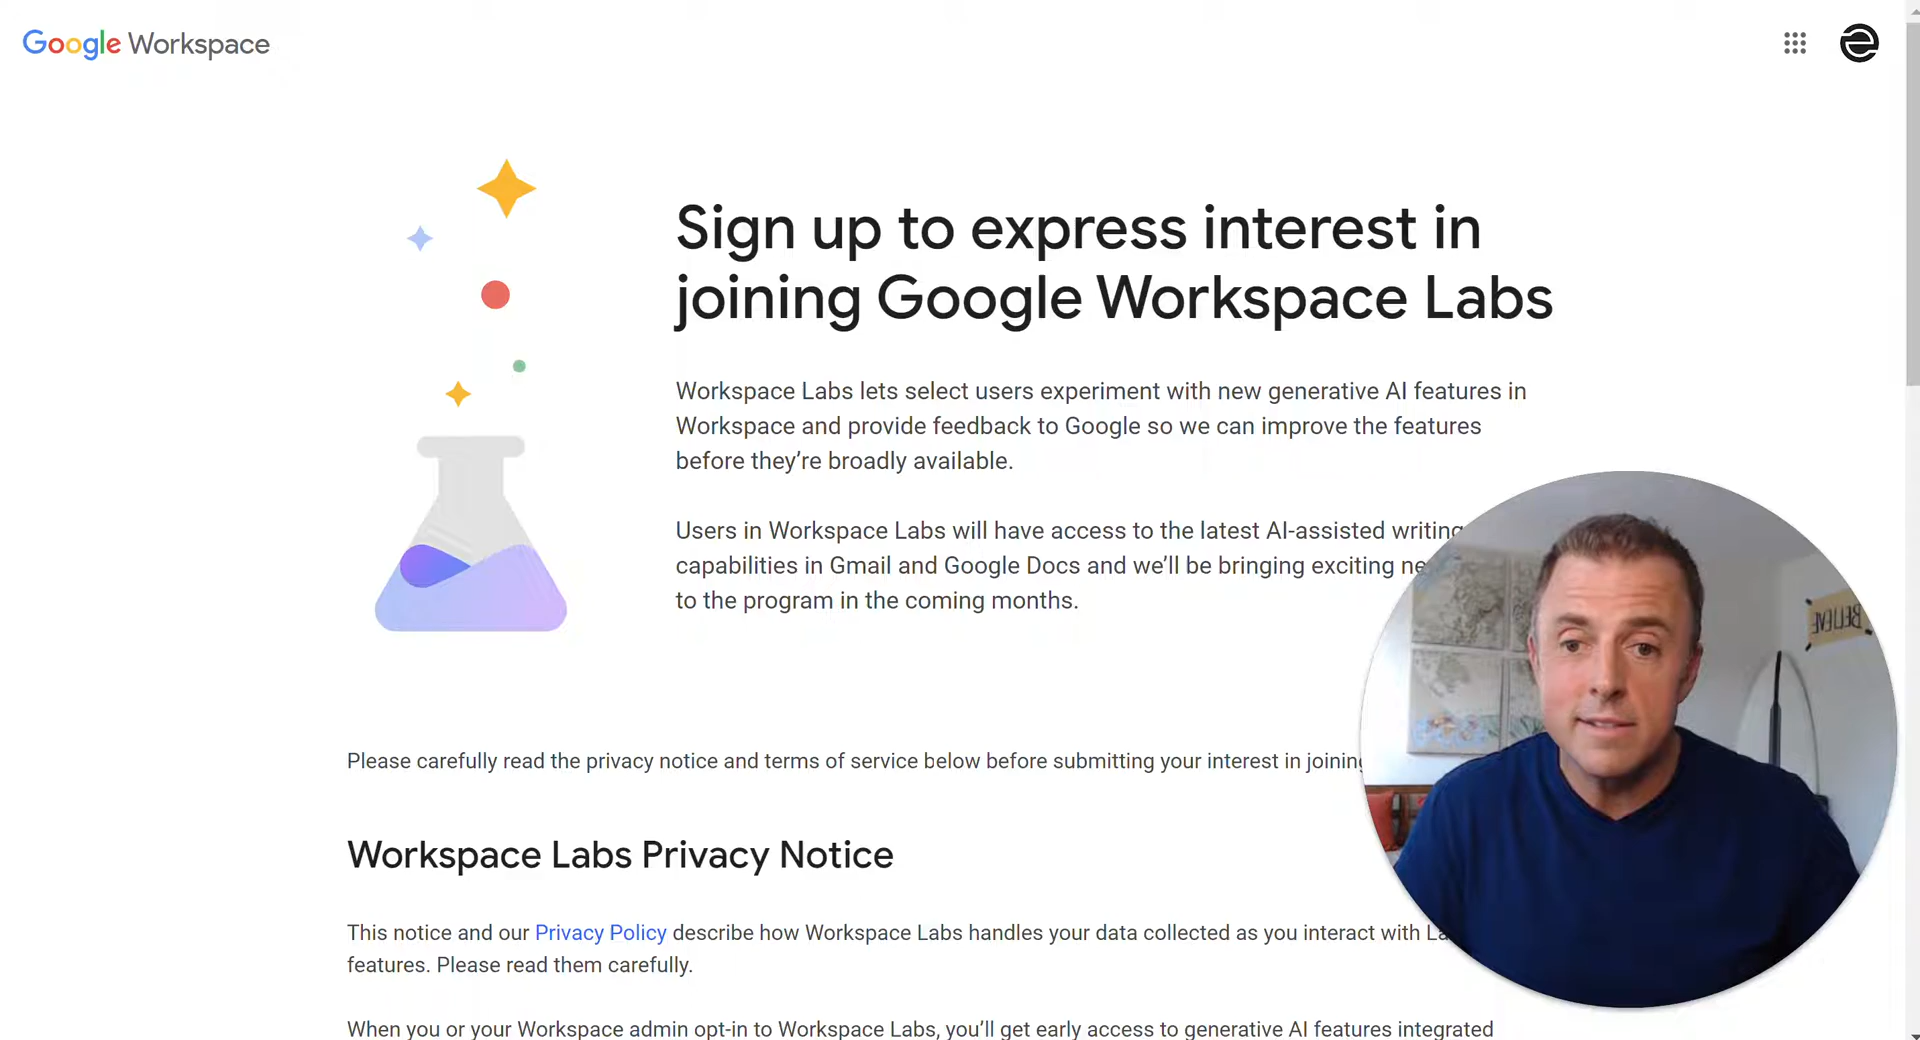 Google Workspace
Sign up to express interest in
joining Google Workspace Labs
Workspace Labs lets select users experiment with new generative AI features in
Workspace and provide feedback to Google so we can improve the features
before they’re broadly available.
Users in Workspace Labs will have access to the latest AI-assisted writing
capabilities in Gmail and Google Docs and we’ll be bringing exciting
to the program in the coming months.
BELIEVE
Please carefully read the privacy notice and terms of service below before submitting your interest in joining
Workspace Labs Privacy Notice
This notice and our Privacy Policy describe how Workspace Labs handles your data collected as you interact with
features. Please read them carefully.
When you or your Workspace admin opt-in to Workspace Labs, you’ll get early access to generative AI features integrated